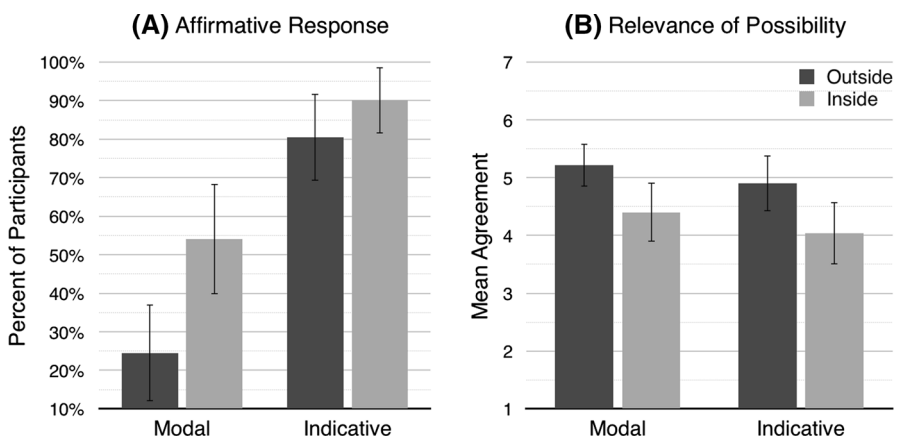 (A) Affirmative Response
Percent of Participants
100%
90%
80%
70%
60%
50%
40%
30%
20%
10%
Modal
Indicative
(B) Relevance of Possibility
Mean Agreement
7
6
5
4
3
2
1
Outside
Inside
Modal
Indicative